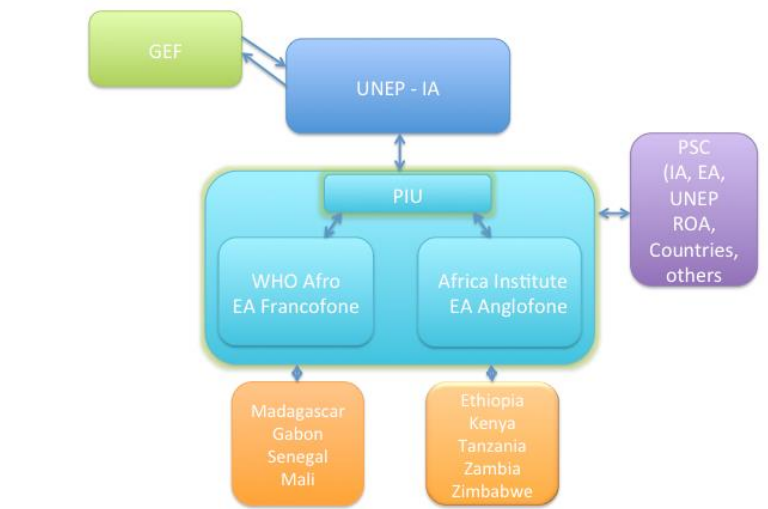 GEF
UNEP - IA
PSC
(IA, EA,
UNEP
ROA,
Countries,
others
PIU
WHO Afro
EA Francofone
Africa Institute
EA Anglofone
Madagascar
Gabon
Senegal
Mali
Ethiopia
Kenya
Tanzania
Zambia
Zimbabwe